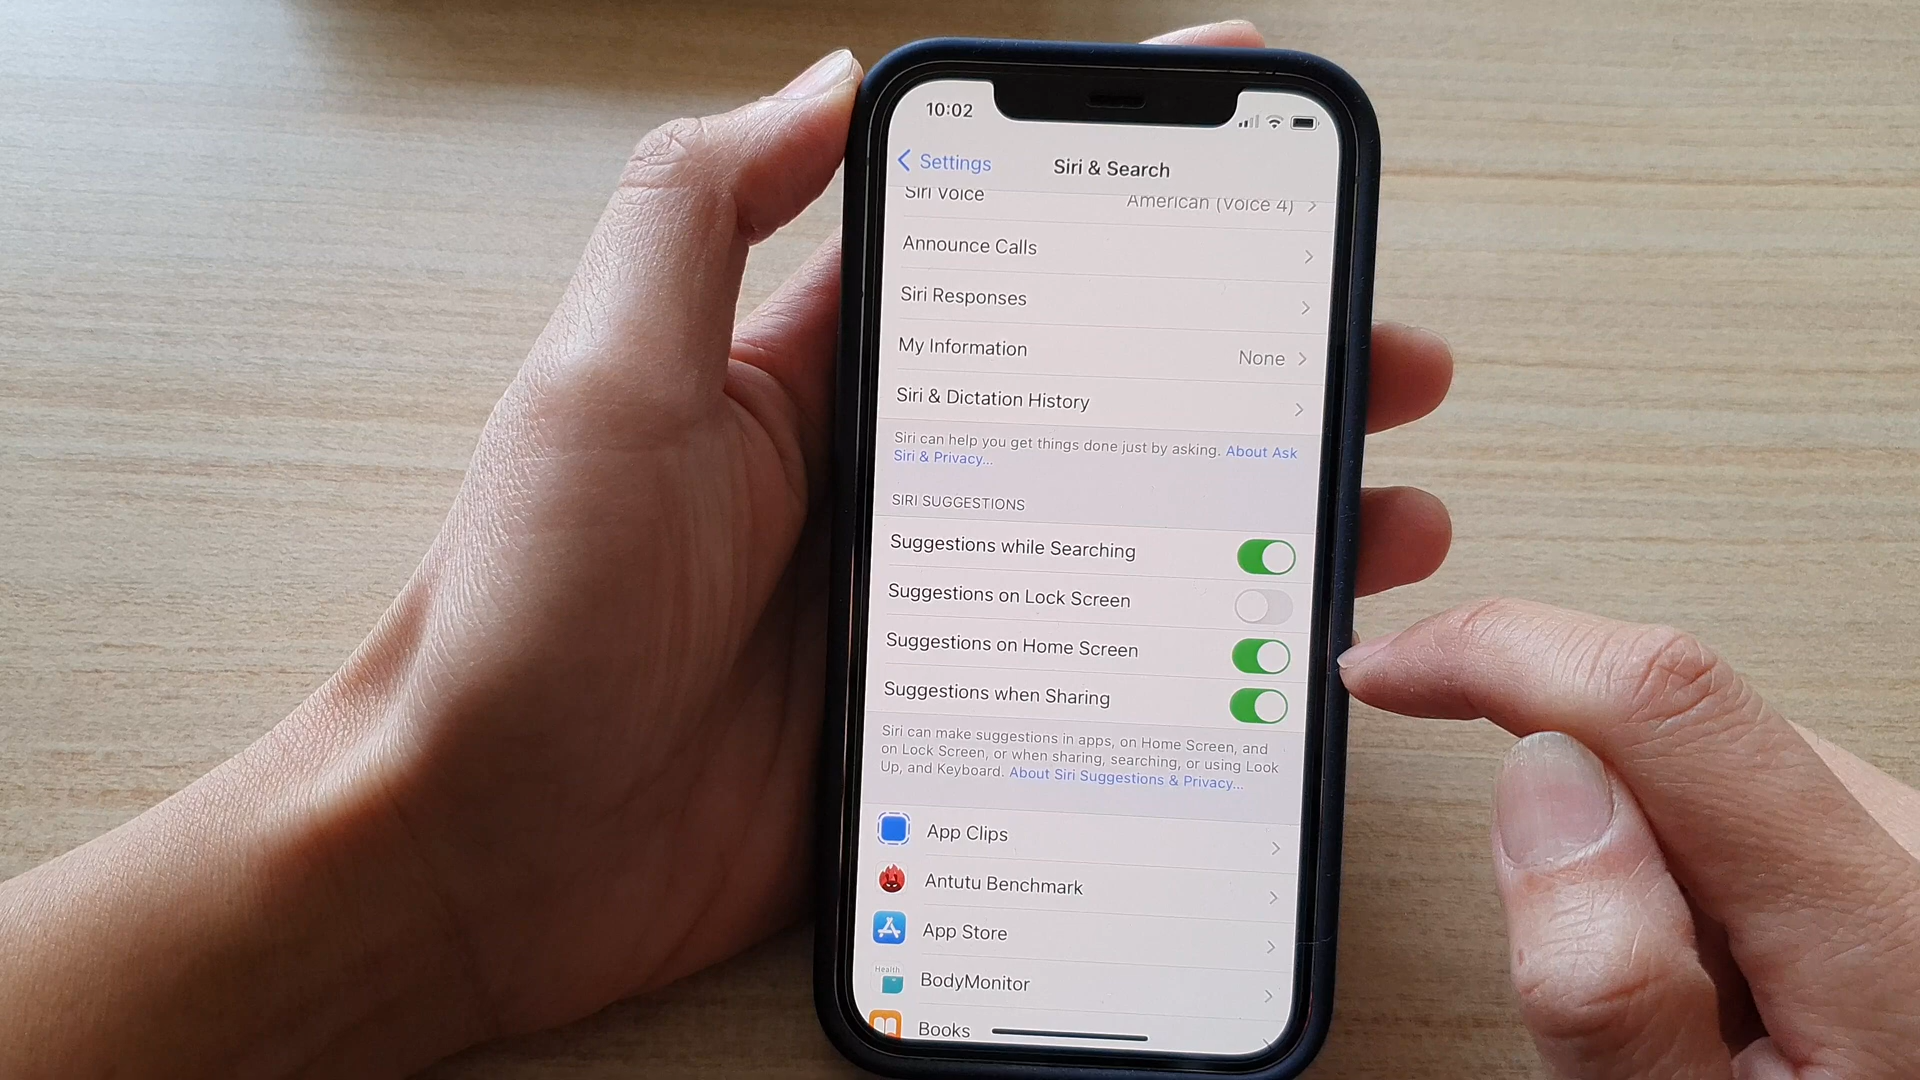 10:02
Settings
Siri & Search
Siri Voice
American (Voice 4)
Announce Calls
Siri Responses
My Information
None
Siri & Dictation History
Siri can help you get things done just by asking. About Ask
Siri & Privacy...
SIRI SUGGESTIONS
Suggestions while Searching
Suggestions on Lock Screen
Suggestions on Home Screen
Suggestions when Sharing
Siri can make suggestions in apps, on Home Screen, and
on Lock Screen, or when sharing, searching, or using Look
Up, and Keyboard. About Siri Suggestions & Privacy...
App Clips
Antutu Benchmark
App Store
Health
BodyMonitor
Books